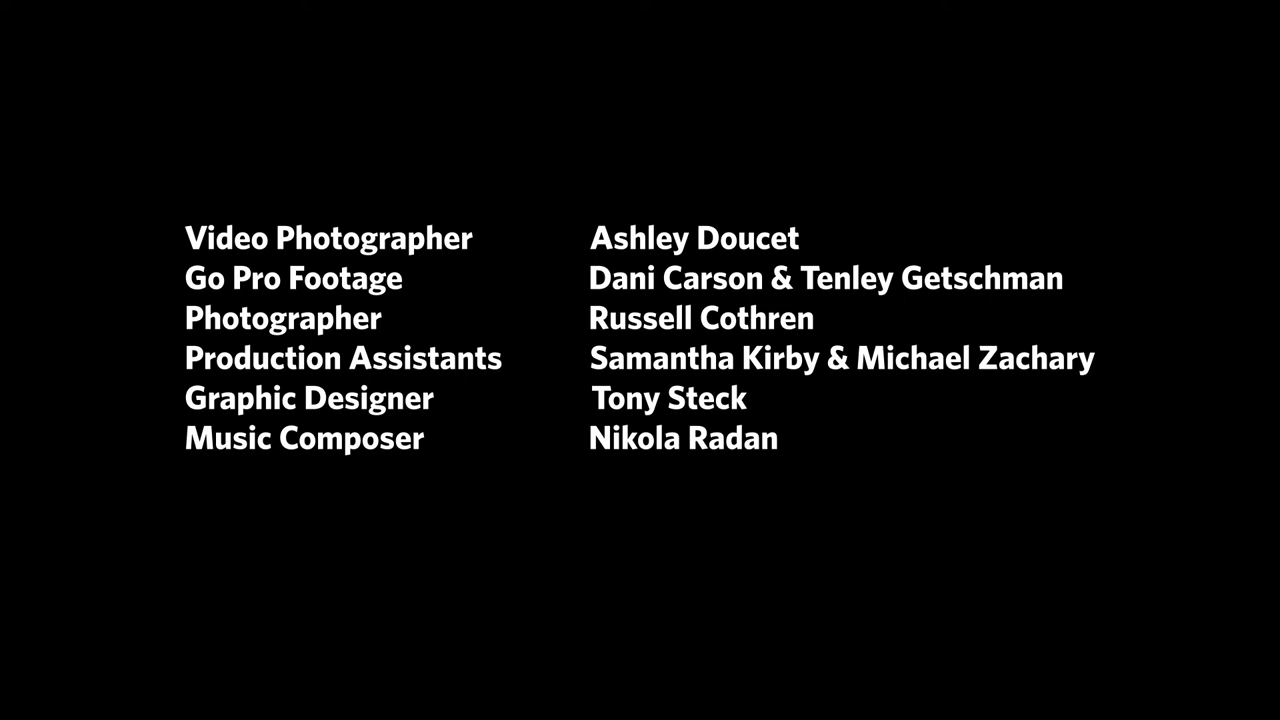 Video Photographer Ashley Doucet
Go Pro Footage Dani Carson & Tenley Getschman
Photographer Russell Cothren
Production Assistants Samantha Kirby & Michael Zachary
Graphic Designer Tony Steck
Music Composer Nikola Radan